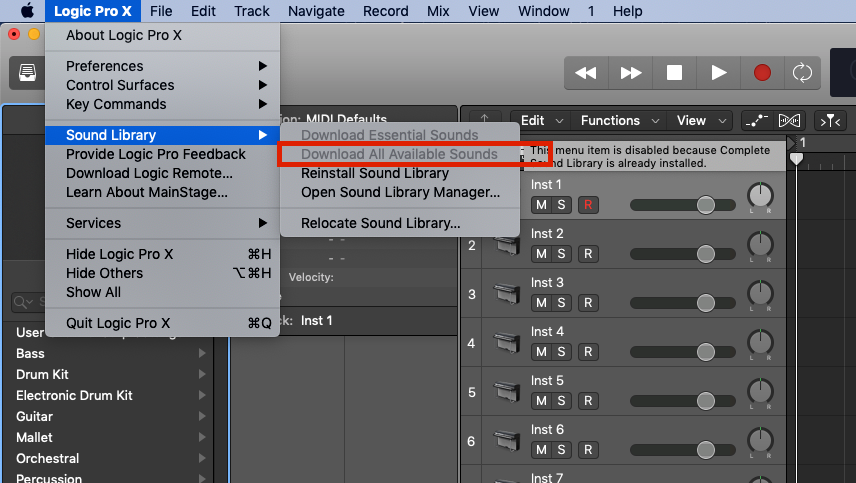 Logic Pro X File Edit Track Navigate Record Mix View Window 1 Help
About Logic Pro X
Preferences
Control Surfaces
Key Commands
Sound Library
Provide Logic Pro Feedback
Download Logic Remote...
Learn About MainStage...
Services
Hide Logic Pro X ⌘H
Hide Others ⌥⌘H
Show All
Quit Logic Pro X ⌘Q
Download Essential Sounds
Download All Available Sounds
Reinstall Sound Library
Open Sound Library Manager...
Relocate Sound Library...
MIDI Defaults
Velocity:
Inst 1
Edit Functions View
This menu item is disabled because Complete
Sound Library is already installed.
1
Inst 1
M S R
L R
2
Inst 2
M S R
L R
3
Inst 3
M S R
L R
4
Inst 4
M S R
L R
5
Inst 5
M S R
L R
6
Inst 6
M S R
L R
Inst 7
User
Bass
Drum Kit
Electronic Drum Kit
Guitar
Mallet
Orchestral
Percussion